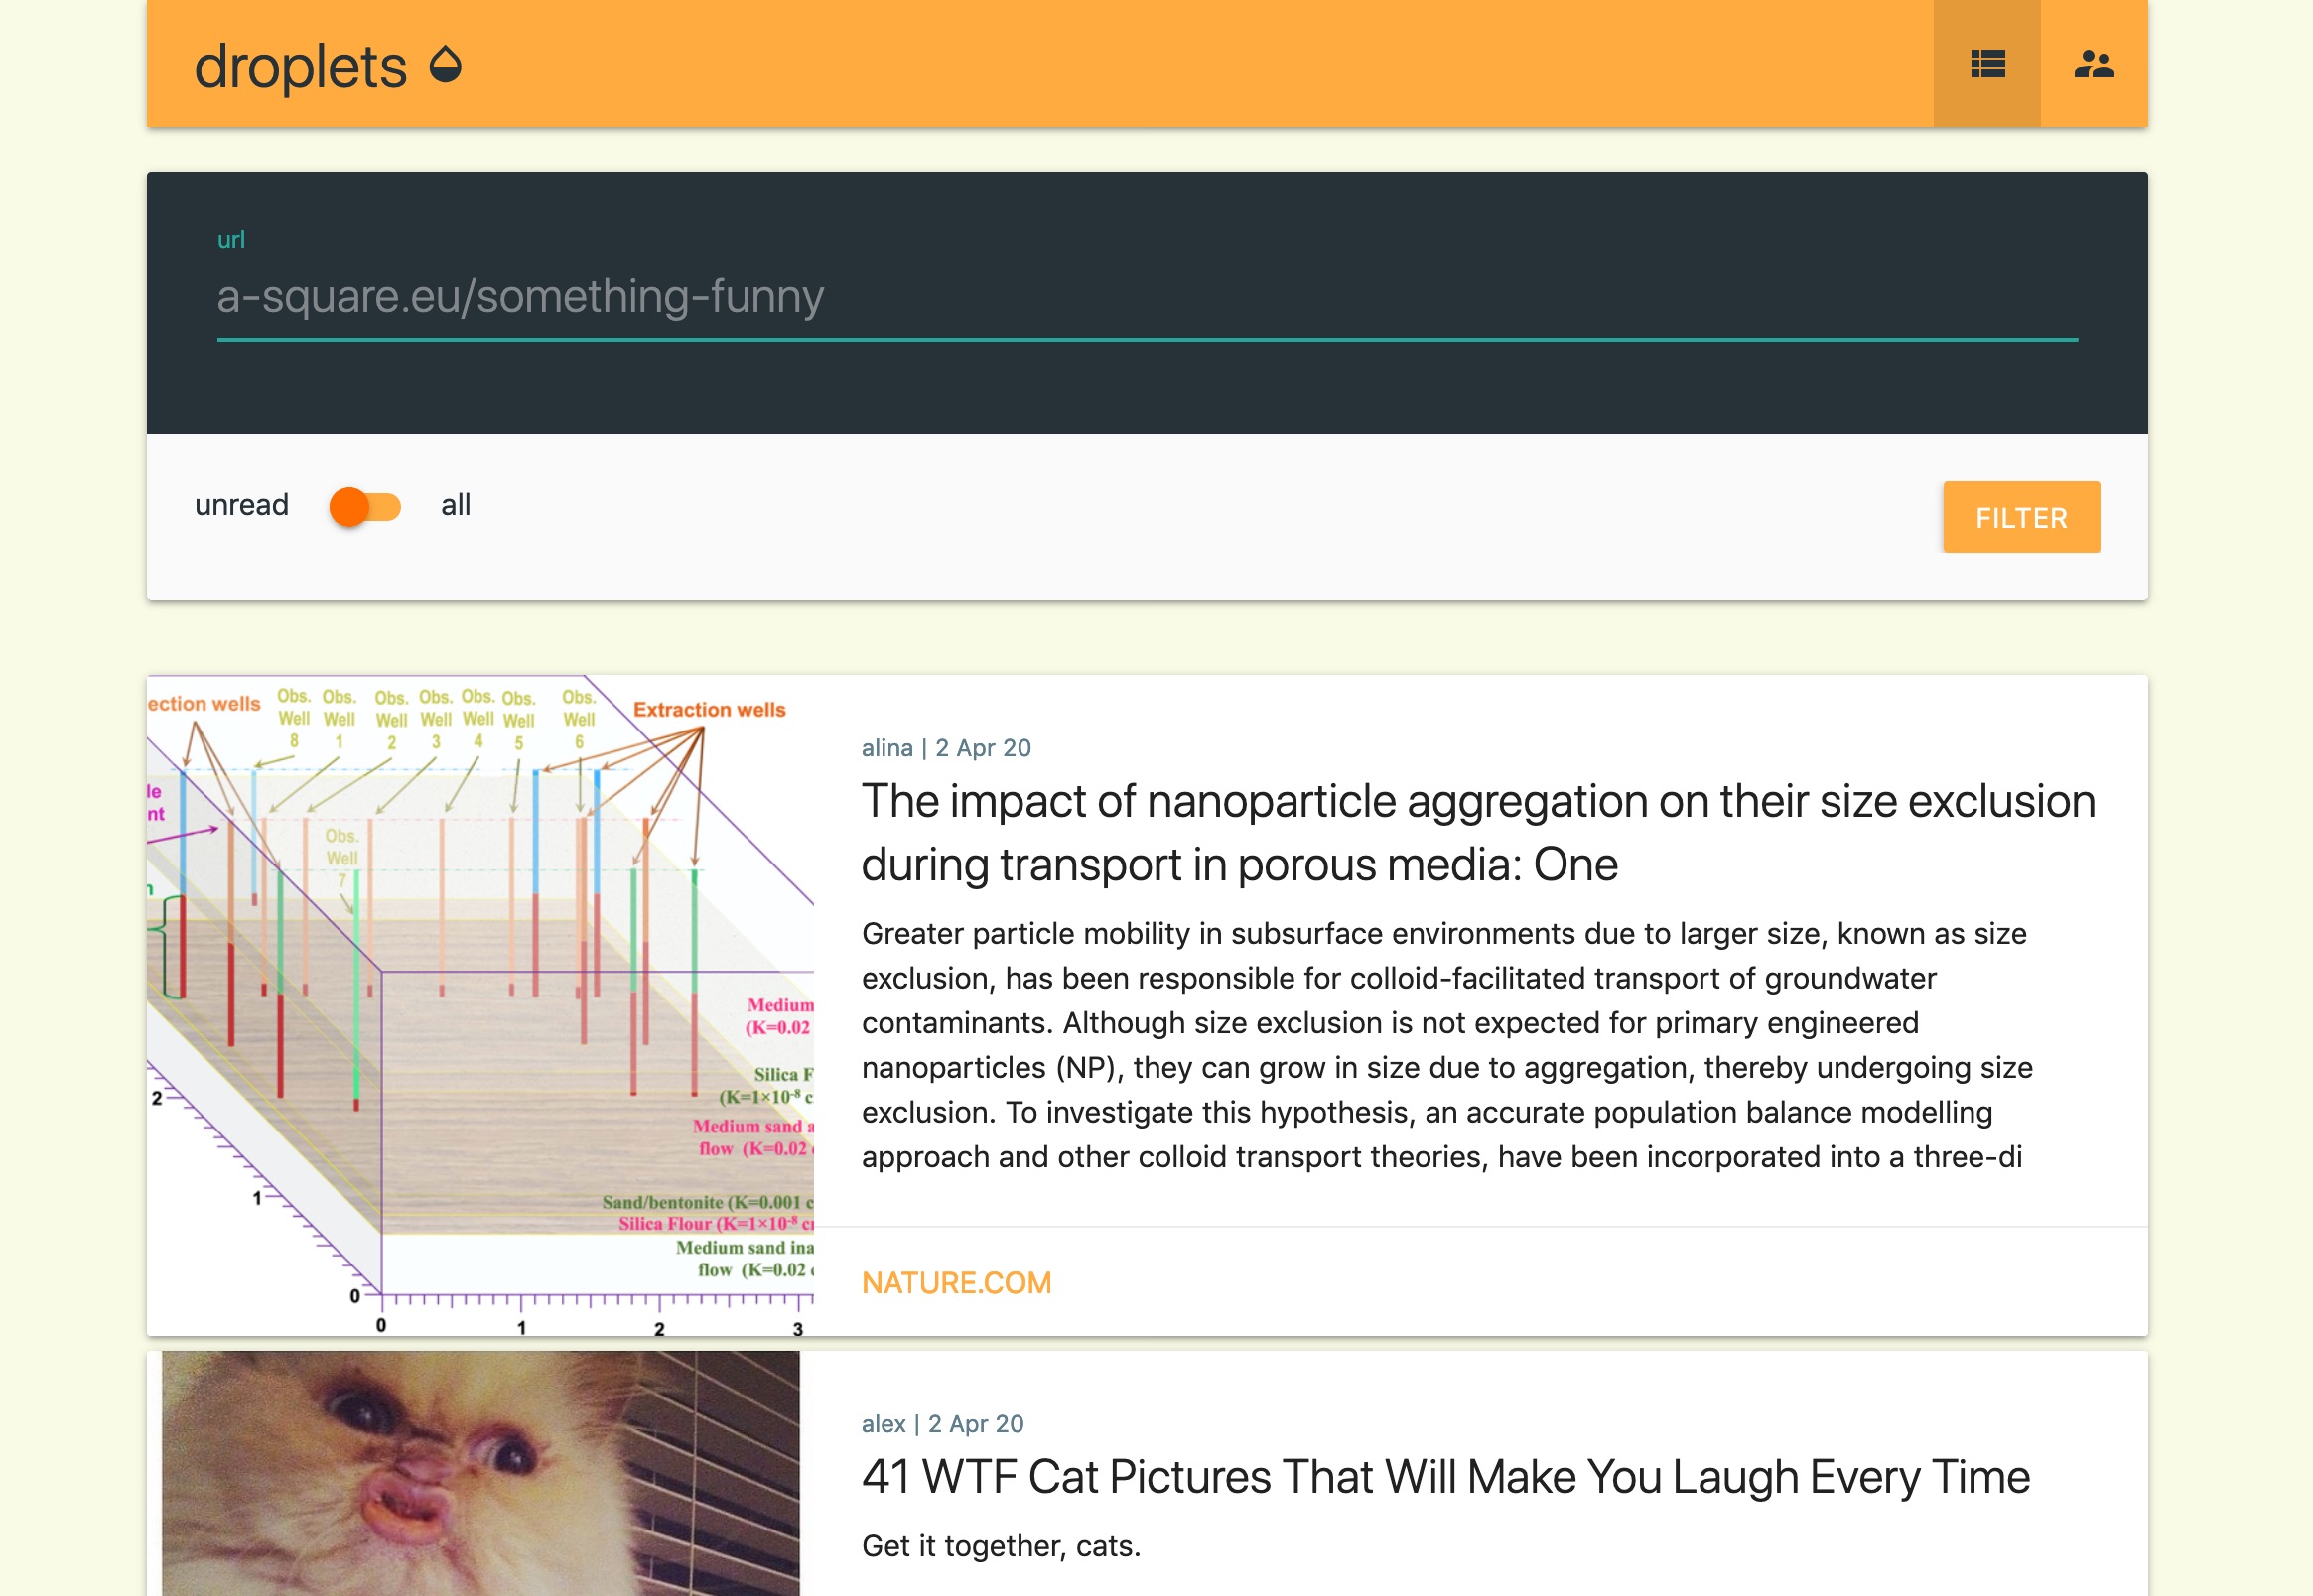 droplets
url
a-square.eu/something-funny
unread all
FILTER
ection wells
Obs. Well 8
Obs. Well 1
Obs. Well 2
Obs. Well 3
Obs. Well 4
Obs. Well 5
Obs. Well 6
Extraction wells
le
nt
Obs. Well 7
n
Medium
(K=0.02
Silica F
(K=1×10⁻⁸ c
Medium sand a
flow (K=0.02
Sand/bentonite (K=0.001 c
Silica Flour (K=1×10⁻⁸ c
Medium sand ina
flow (K=0.02
2
1
0
0 1 2 3
alina | 2 Apr 20
The impact of nanoparticle aggregation on their size exclusion
during transport in porous media: One
Greater particle mobility in subsurface environments due to larger size, known as size
exclusion, has been responsible for colloid-facilitated transport of groundwater
contaminants. Although size exclusion is not expected for primary engineered
nanoparticles (NP), they can grow in size due to aggregation, thereby undergoing size
exclusion. To investigate this hypothesis, an accurate population balance modelling
approach and other colloid transport theories, have been incorporated into a three-di
NATURE.COM
alex | 2 Apr 20
41 WTF Cat Pictures That Will Make You Laugh Every Time
Get it together, cats.